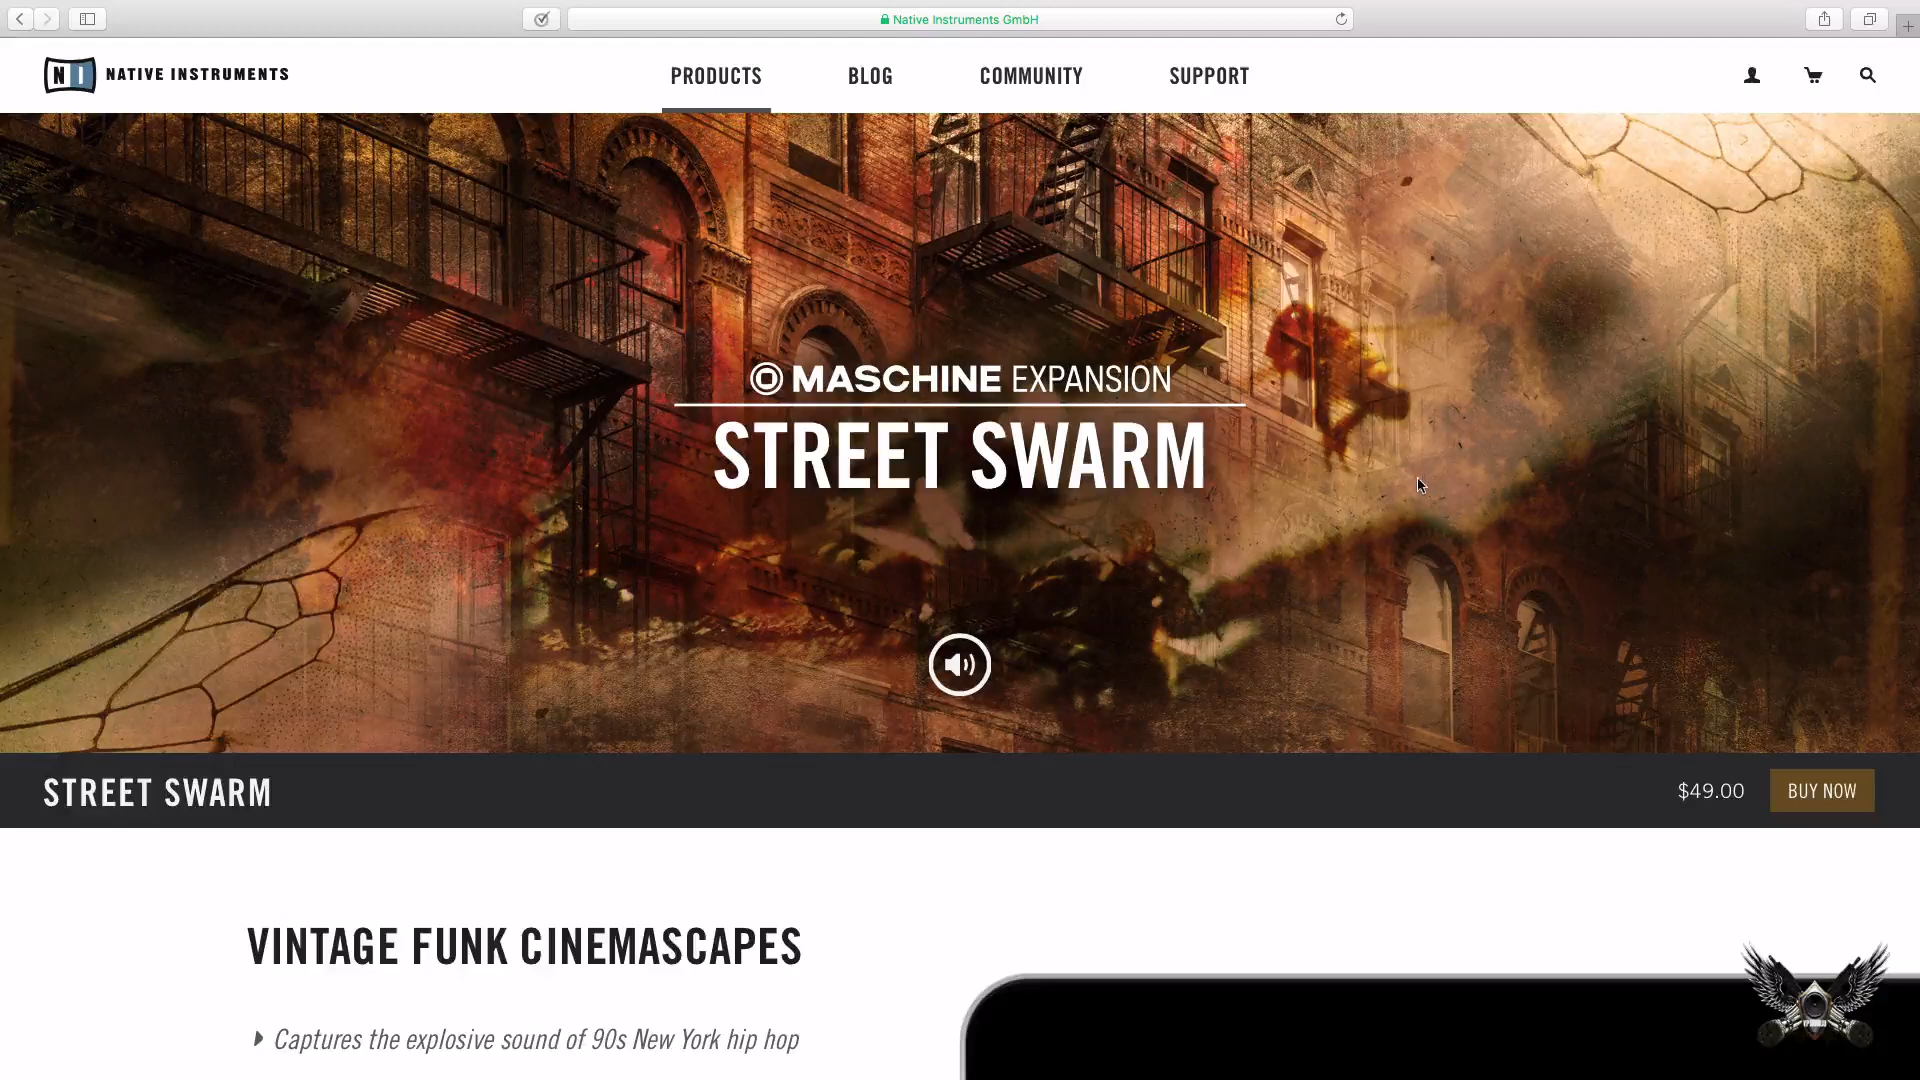 Native Instruments GmbH
NI NATIVE INSTRUMENTS
PRODUCTS
BLOG
COMMUNITY
SUPPORT
MASCHINE EXPANSION
STREET SWARM
STREET SWARM
$49.00
BUY NOW
VINTAGE FUNK CINEMASCAPES
Captures the explosive sound of 90s New York hip hop